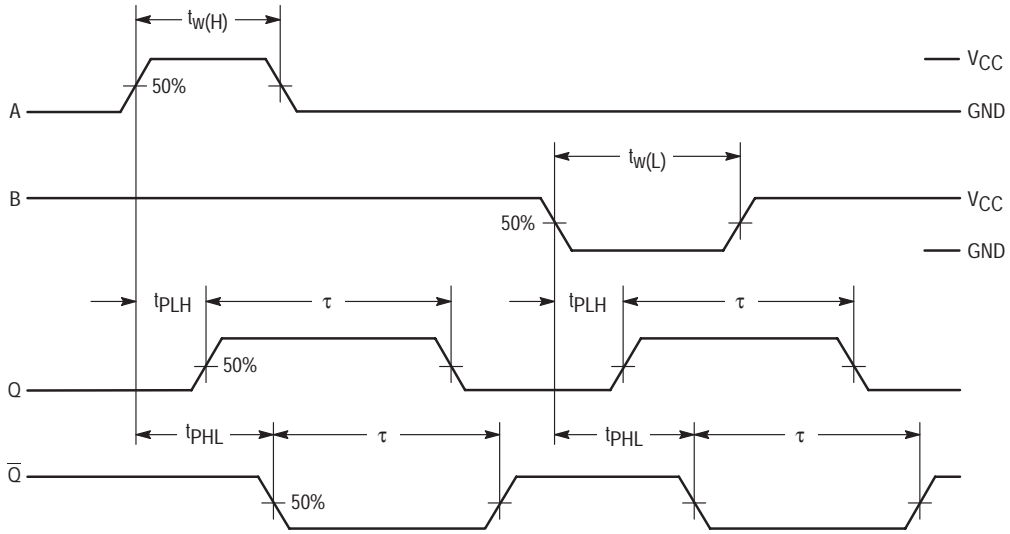 tW(H)
VCC
50%
A
GND
tW(L)
B
VCC
50%
GND
tPLH
τ
tPLH
τ
50%
Q
tPHL
τ
tPHL
τ
Q̅
50%